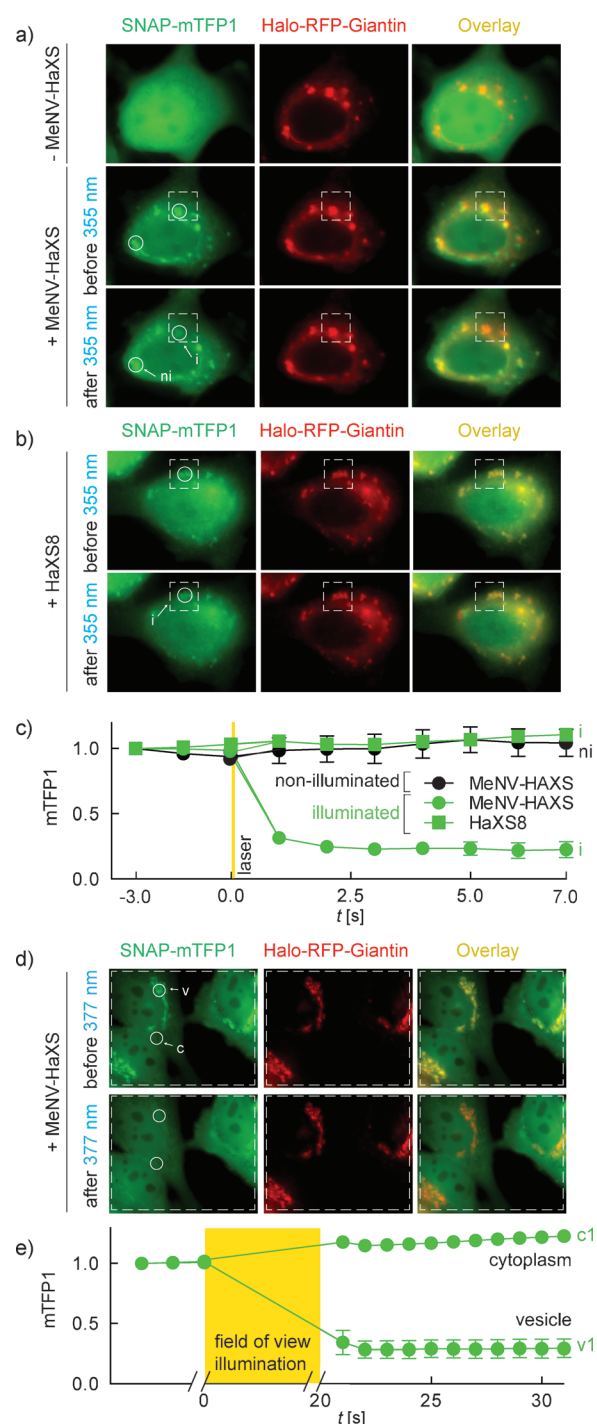 a)
SNAP-mTFP1 Halo-RFP-Giantin Overlay
- MeNV-HaXS
+ MeNV-HaXS
before 355 nm
after 355 nm
i
ni
b)
SNAP-mTFP1 Halo-RFP-Giantin Overlay
+ HaXS8
before 355 nm
after 355 nm
i
c)
mTFP1
1.0
0.5
0.0
i
ni
non-illuminated
MeNV-HAXS
illuminated
MeNV-HAXS
HaXS8
laser
i
-3.0 0.0 2.5 5.0 7.0
t [s]
d)
SNAP-mTFP1 Halo-RFP-Giantin Overlay
+ MeNV-HaXS
before 377 nm
after 377 nm
v
c
e)
mTFP1
1.0
0.5
0.0
c1
cytoplasm
vesicle
v1
field of view
illumination
0 20 25 30
t [s]